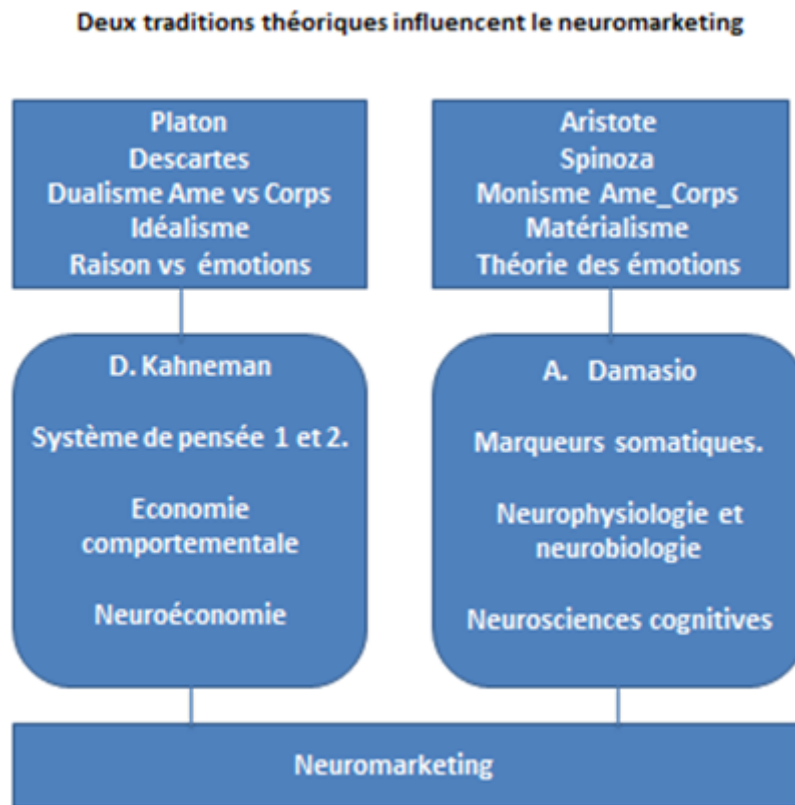 Deux traditions théoriques influencent le neuromarketing
Platon
Descartes
Dualisme Ame vs Corps
Idéalisme
Raison vs émotions
Aristote
Spinoza
Monisme Ame_Corps
Matérialisme
Théorie des émotions
D. Kahneman
Système de pensée 1 et 2.
Economie
comportementale
Neuroéconomie
A. Damasio
Marqueurs somatiques.
Neurophysiologie et
neurobiologie
Neurosciences cognitives
Neuromarketing